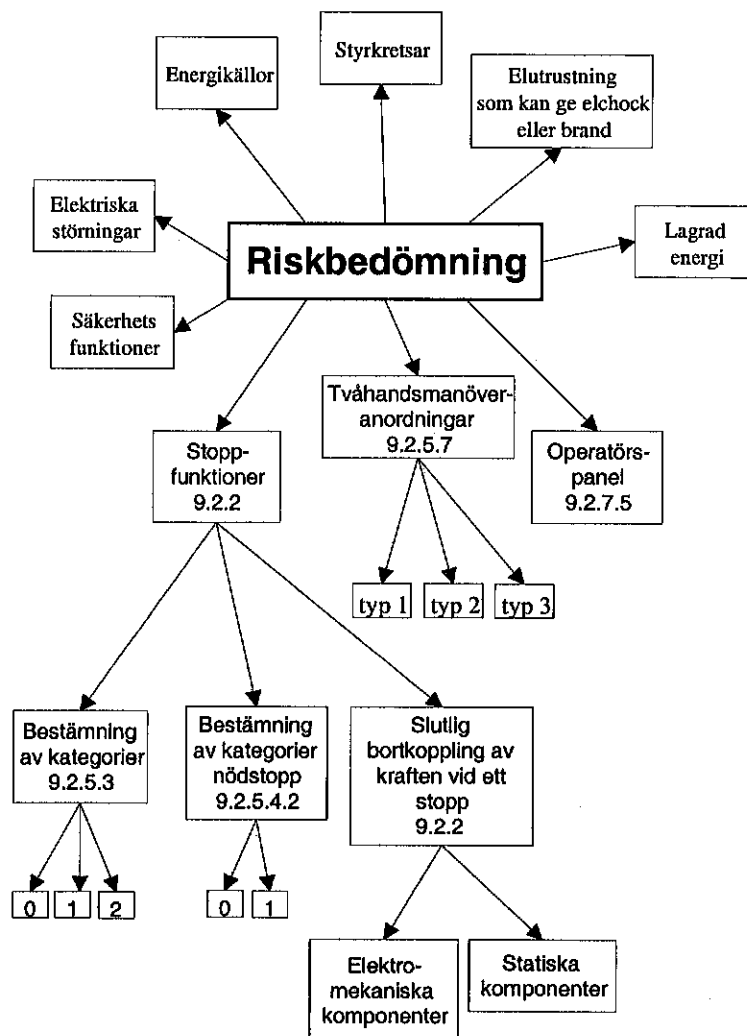 Energikällor
Styrkretsar
Elutrustning
som kan ge elchock
eller brand
Elektriska
störningar
Riskbedömning
Lagrad
energi
Säkerhets
funktioner
Tvåhandsmanöver-
anordningar
9.2.5.7
Stopp-
funktioner
9.2.2
Operatörs-
panel
9.2.7.5
typ 1
typ 2
typ 3
Bestämning
av kategorier
9.2.5.3
Bestämning
av kategorier
nödstopp
9.2.5.4.2
Slutlig
bortkoppling av
kraften vid ett
stopp
9.2.2
0
1
2
0
1
Elektro-
mekaniska
komponenter
Statiska
komponenter